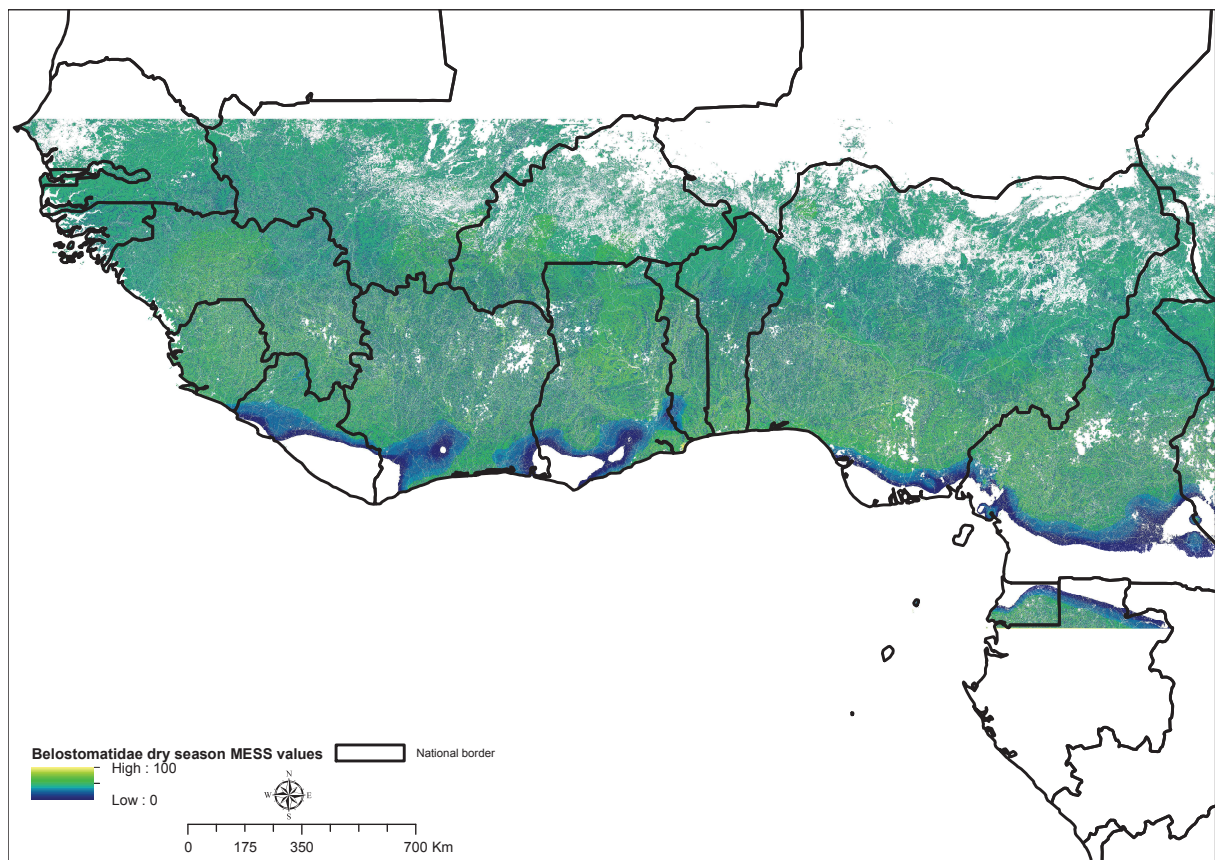 Belostomatidae dry season MESS values
National border
High : 100
Low : 0
N
W E
S
0 175 350 700 Km